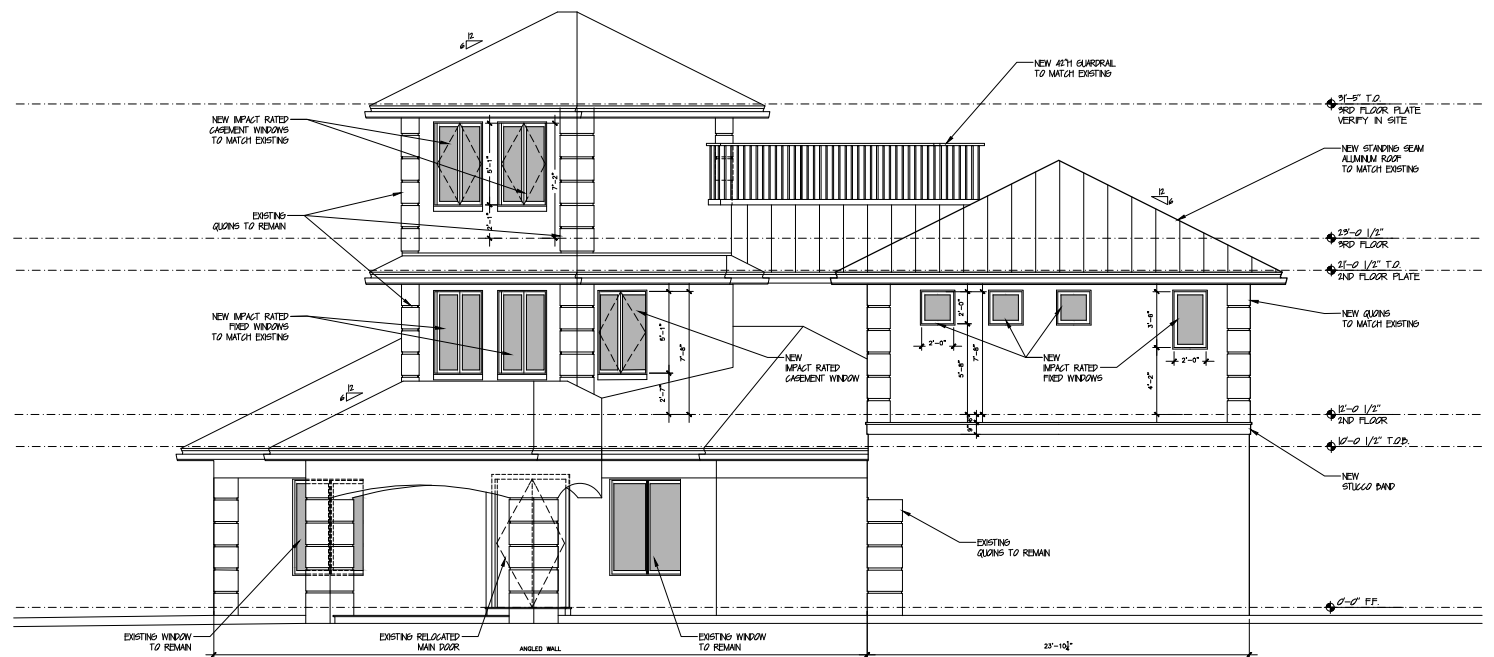 12
6
NEW 42"H GUARDRAIL
TO MATCH EXISTING
31'-5" T.O.
3RD FLOOR PLATE
VERIFY IN SITE
NEW IMPACT RATED
CASEMENT WINDOWS
TO MATCH EXISTING
5'-1"
7'-2"
2'-1"
NEW STANDING SEAM
ALUMINUM ROOF
TO MATCH EXISTING
12
6
EXISTING
QUOINS TO REMAIN
23'-0 1/2"
3RD FLOOR
21'-0 1/2" T.O.
2ND FLOOR PLATE
NEW IMPACT RATED
FIXED WINDOWS
TO MATCH EXISTING
5'-1"
7'-8"
2'-7"
NEW
IMPACT RATED
CASEMENT WINDOW
2'-0"
2'-0"
5'-8"
7'-8"
NEW
IMPACT RATED
FIXED WINDOWS
3'-6"
2'-0"
4'-2"
NEW QUOINS
TO MATCH EXISTING
12
6
12'-0 1/2"
2ND FLOOR
10'-0 1/2" T.O.B.
NEW
STUCCO BAND
EXISTING
QUOINS TO REMAIN
0'-0" F.F.
EXISTING WINDOW
TO REMAIN
EXISTING RELOCATED
MAIN DOOR
EXISTING WINDOW
TO REMAIN
ANGLED WALL